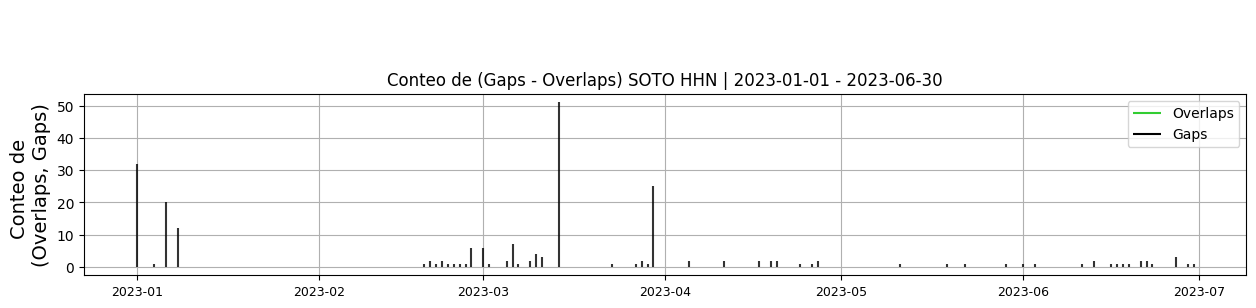 Conteo de (Gaps - Overlaps) SOTO HHN | 2023-01-01 - 2023-06-30
Conteo de
(Overlaps, Gaps)
50
40
30
20
10
0
Overlaps
Gaps
2023-01
2023-02
2023-03
2023-04
2023-05
2023-06
2023-07